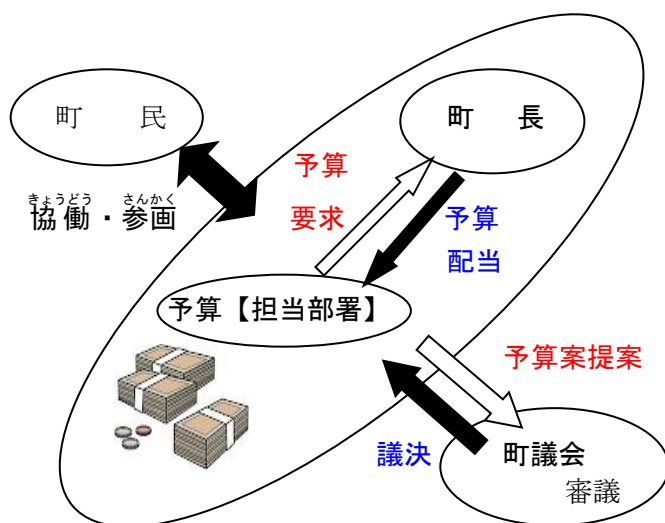 町　　民
町　　長
予算
要求
きょうどう　さんかく
協働・参画
予算
配当
予算【担当部署】
予算案提案
議決
町議会
審議